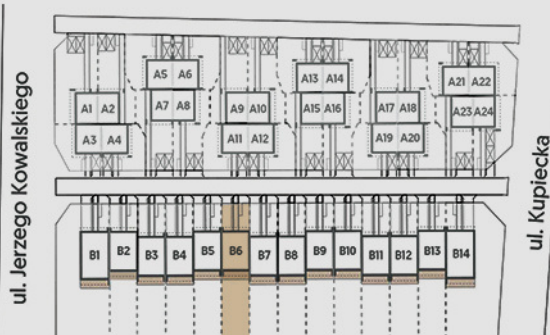 ul. Jerzego Kowalskiego
A5 A6
A13 A14
A21 A22
A1 A2
A7 A8
A9 A10
A15 A16
A17 A18
A23 A24
A3 A4
A11 A12
A19 A20
ul. Kupiecka
B1 B2 B3 B4 B5 B6 B7 B8 B9 B10 B11 B12 B13 B14